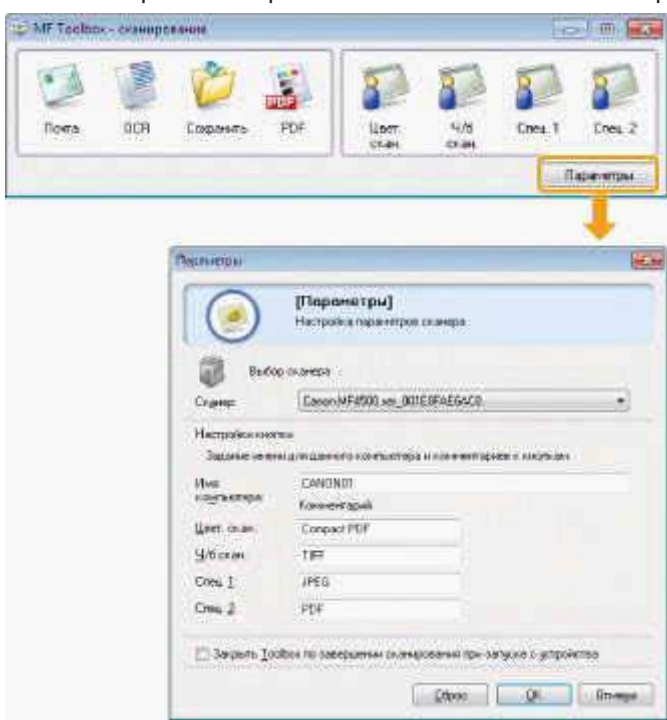 MF Toolbox - сканирование
Почта OCR Сохранить PDF Цвет. скан. Ч/б скан. Спец. 1 Спец. 2
Параметры
Параметры
[Параметры]
Настройка параметров сканера
Выбор сканера
Сканер:
Настройки кнопки
Задание имени для данного компьютера и комментариев к кнопкам
Имя компьютера: CANON01
Комментарий
Цвет. скан. Compact PDF
Ч/б скан. TIFF
Спец. 1 JPEG
Спец. 2 PDF
Закрыть Toolbox по завершении сканирования при запуске с устройства
Сброс OK Отмена